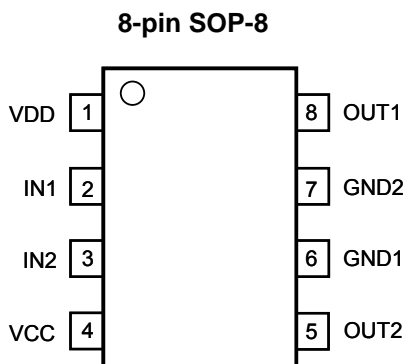 8-pin SOP-8
VDD 1 8 OUT1
IN1 2 7 GND2
IN2 3 6 GND1
VCC 4 5 OUT2